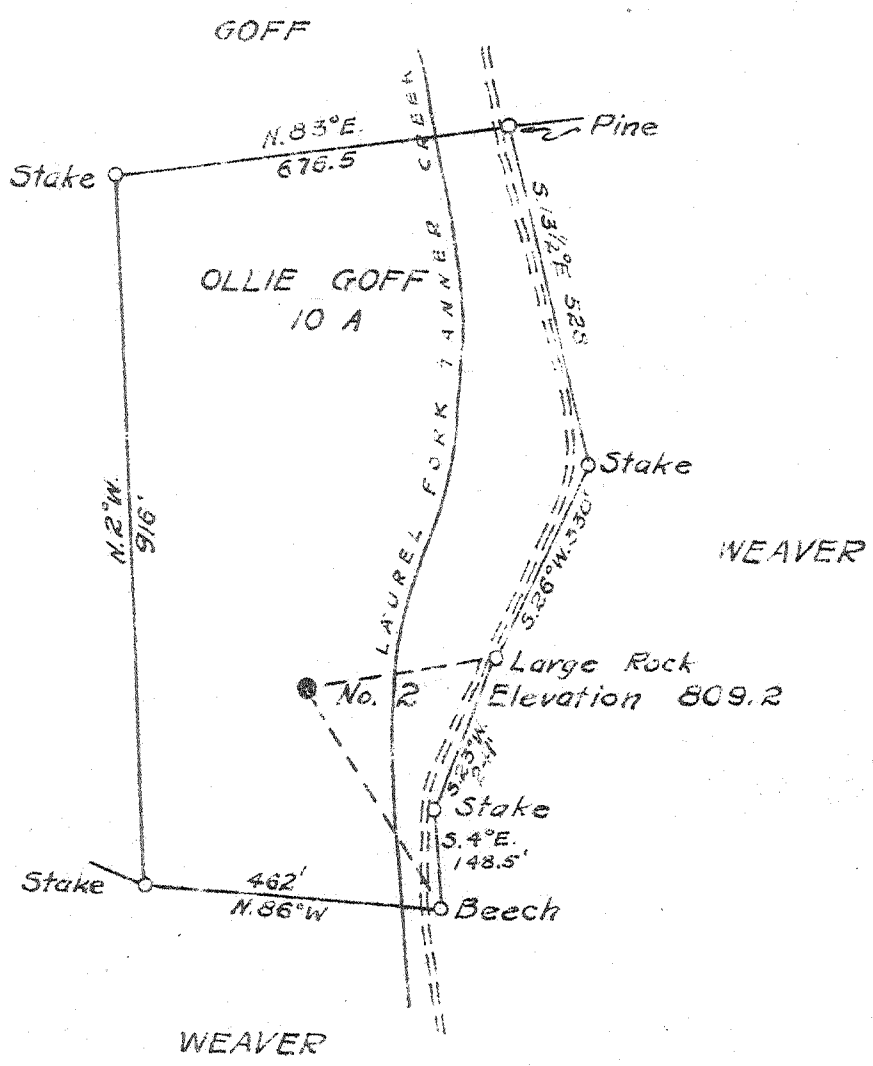 GOFF
N.83°E.
676.5
Pine
Stake
LAUREL FORK TANNER CREEK
S.13½°E 528
OLLIE GOFF
10 A
Stake
N.2°W.
916'
S.26°W. 330'
WEAVER
Large Rock
No. 2
Elevation 809.2
S.23°W.
Stake
S.4°E.
148.5'
Stake
462'
N.86°W
Beech
WEAVER